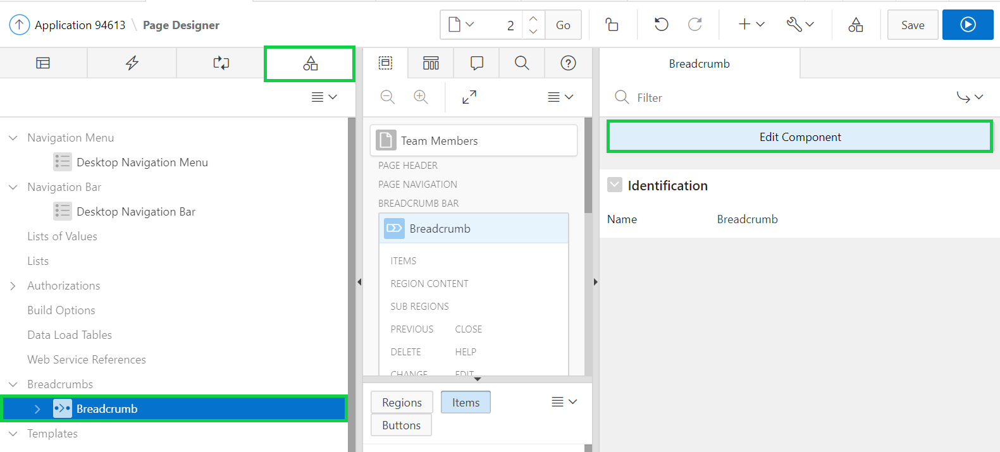 Application 94613 \ Page Designer
2
Go
Save
Navigation Menu
Desktop Navigation Menu
Navigation Bar
Desktop Navigation Bar
Lists of Values
Lists
Authorizations
Build Options
Data Load Tables
Web Service References
Breadcrumbs
Breadcrumb
Templates
Team Members
PAGE HEADER
PAGE NAVIGATION
BREADCRUMB BAR
Breadcrumb
ITEMS
REGION CONTENT
SUB REGIONS
PREVIOUS CLOSE
DELETE HELP
CHANGE EDIT
Regions Items
Buttons
Breadcrumb
Filter
Edit Component
Identification
Name Breadcrumb